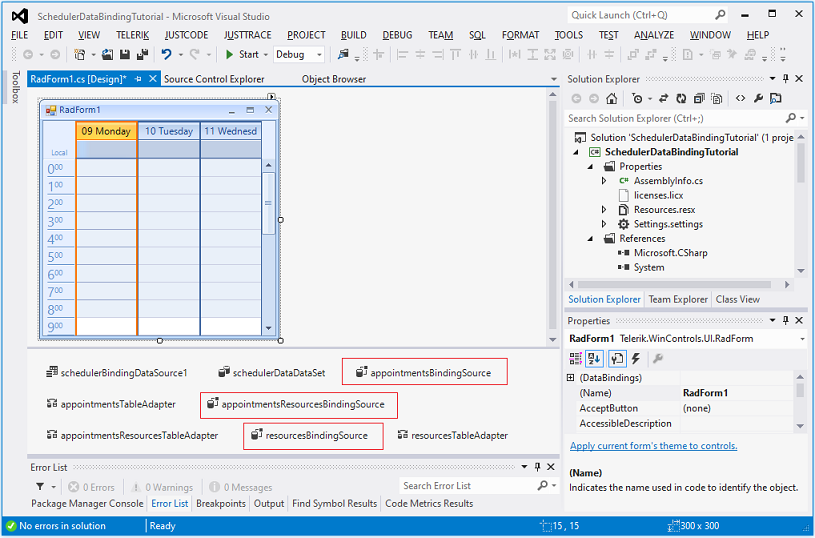 SchedulerDataBindingTutorial - Microsoft Visual Studio
Quick Launch (Ctrl+Q)
FILE EDIT VIEW TELERIK JUSTCODE JUSTTRACE PROJECT BUILD DEBUG TEAM SQL FORMAT TOOLS TEST ANALYZE WINDOW HELP
Start Debug
Toolbox
RadForm1.cs [Design]* Source Control Explorer Object Browser
RadForm1
09 Monday 10 Tuesday 11 Wednesd
Local
0 00
1 00
2 00
3 00
4 00
5 00
6 00
7 00
8 00
9 00
schedulerBindingDataSource1 schedulerDataDataSet appointmentsBindingSource
appointmentsTableAdapter appointmentsResourcesBindingSource
appointmentsResourcesTableAdapter resourcesBindingSource resourcesTableAdapter
Error List
0 Errors 0 Warnings 0 Messages Search Error List
Package Manager Console Error List Breakpoints Output Find Symbol Results Code Metrics Results
Solution Explorer
Search Solution Explorer (Ctrl+;)
Solution 'SchedulerDataBindingTutorial' (1 proje
C# SchedulerDataBindingTutorial
Properties
C# AssemblyInfo.cs
licenses.licx
Resources.resx
Settings.settings
References
Microsoft.CSharp
System
Solution Explorer Team Explorer Class View
Properties
RadForm1 Telerik.WinControls.UI.RadForm
(DataBindings)
(Name) RadForm1
AcceptButton (none)
AccessibleDescription
Apply current form's theme to controls.
(Name)
Indicates the name used in code to identify the object.
No errors in solution Ready 15 , 15 300 x 300